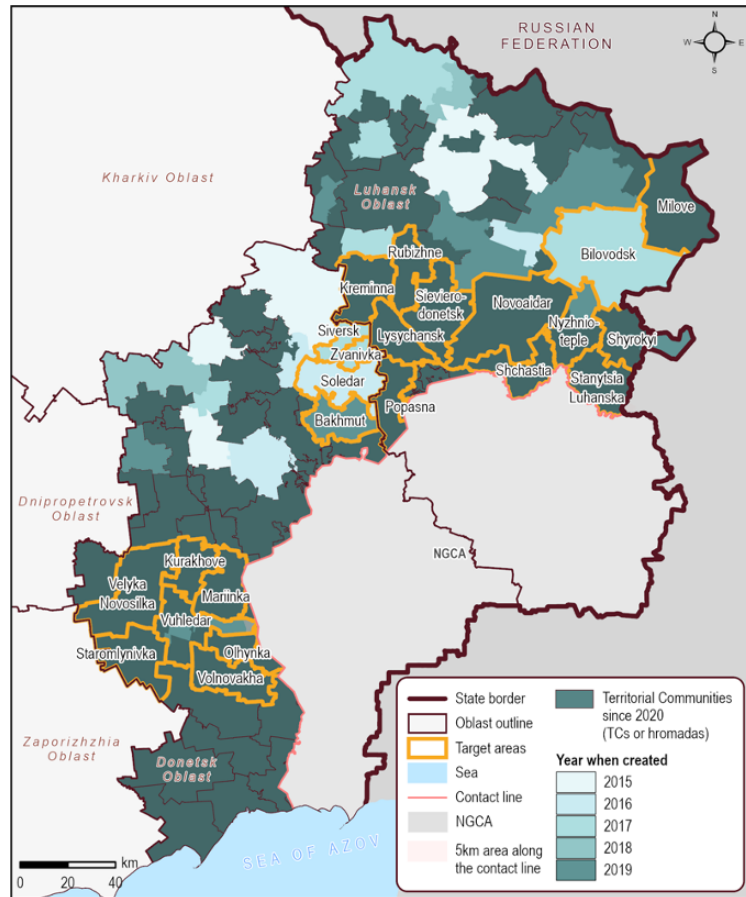 RUSSIAN
FEDERATION
N
W
E
S
Kharkiv Oblast
Luhansk
Oblast
Milove
Bilovodsk
Rubizhne
Kreminna
Sieviero-
donetsk
Novoaldar
Nyzhnio-
teple
Shyrokyi
Siversk
Lysychansk
Zvanivka
Soledar
Shchastia
Stanytsia
Luhanska
Popasna
Bakhmut
Dnipropetrovsk
Oblast
NGCA
Kurakhove
Velyka
Novosilka
Mariinka
Vuhledar
Staromlynivka
Olhynka
Volnovakha
Zaporizhzhia
Oblast
Donetsk
Oblast
SEA OF AZOV
km
0 20 40
State border
Oblast outline
Target areas
Sea
Contact line
NGCA
5km area along
the contact line
Territorial Communities
since 2020
(TCs or hromadas)
Year when created
2015
2016
2017
2018
2019